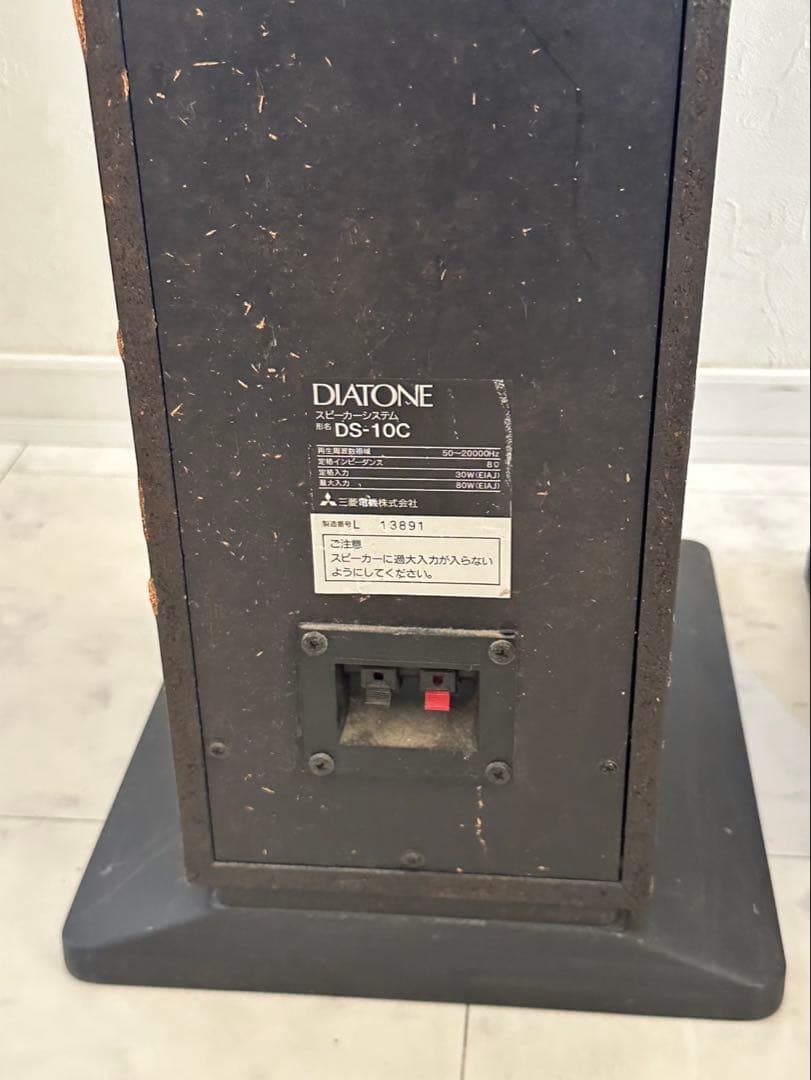 DIATONE
スピーカーシステム
形名 DS-10C
再生周波数帯域 50~20000Hz
定格インピーダンス 8Ω
定格入力 30W(EIAJ)
最大入力 80W(EIAJ)
三菱電機株式会社
製造番号 L 13891
ご注意
スピーカーに過大入力が入らない
ようにしてください。